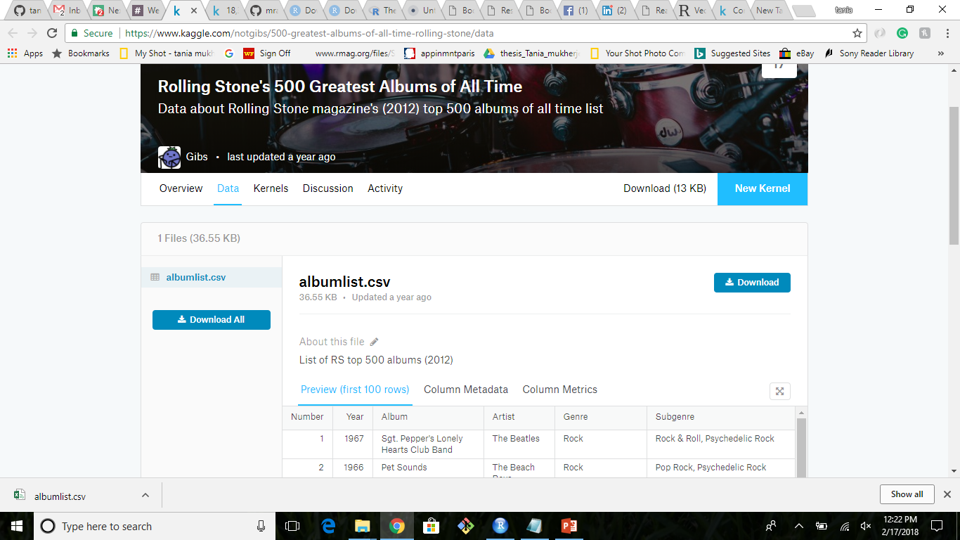 tar
Inb
Ne
We
k
18,
mra
Do
Do
The
Unt
Bo
Re
Bo
(1)
(2)
Re
Vec
Co
New Ta
tania
Secure | https://www.kaggle.com/notgibs/500-greatest-albums-of-all-time-rolling-stone/data
Apps Bookmarks My Shot - tania mukh Sign Off www.rmag.org/files/S appinmntparis thesis_Tania_mukherj Your Shot Photo Com Suggested Sites eBay Sony Reader Library »
17
Rolling Stone's 500 Greatest Albums of All Time
Data about Rolling Stone magazine's (2012) top 500 albums of all time list
dw
Gibs • last updated a year ago
Overview Data Kernels Discussion Activity Download (13 KB) New Kernel
1 Files (36.55 KB)
albumlist.csv
Download All
albumlist.csv
36.55 KB • Updated a year ago
Download
About this file
List of RS top 500 albums (2012)
Preview (first 100 rows) Column Metadata Column Metrics
Number Year Album Artist Genre Subgenre
1 1967 Sgt. Pepper's Lonely The Beatles Rock Rock & Roll, Psychedelic Rock
Hearts Club Band
2 1966 Pet Sounds The Beach Rock Pop Rock, Psychedelic Rock
albumlist.csv
Show all
Type here to search
12:22 PM
2/17/2018